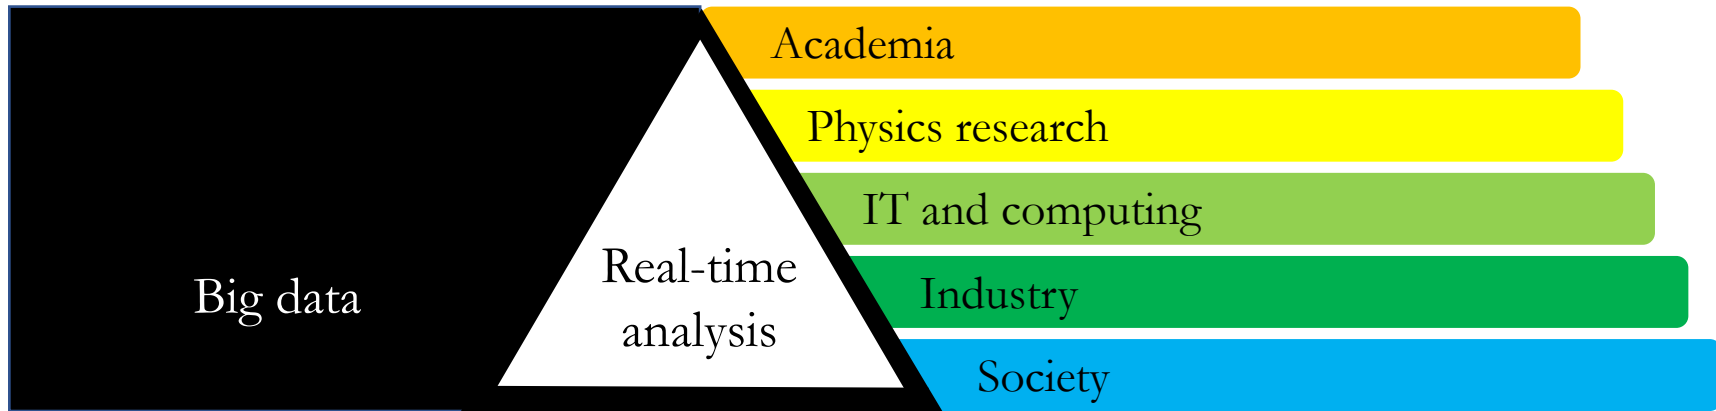 Big data
Real-time
analysis
Academia
Physics research
IT and computing
Industry
Society